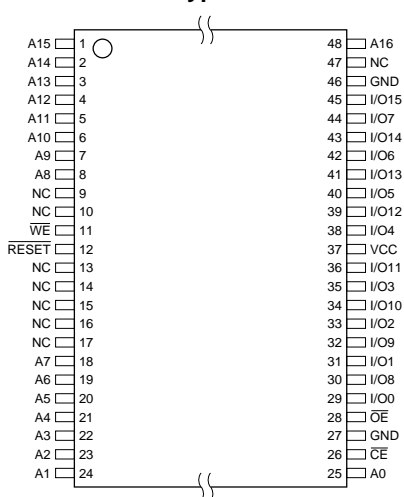 A15 1 48 A16
A14 2 47 NC
A13 3 46 GND
A12 4 45 I/O15
A11 5 44 I/O7
A10 6 43 I/O14
A9 7 42 I/O6
A8 8 41 I/O13
NC 9 40 I/O5
NC 10 39 I/O12
WE 11 38 I/O4
RESET 12 37 VCC
NC 13 36 I/O11
NC 14 35 I/O3
NC 15 34 I/O10
NC 16 33 I/O2
NC 17 32 I/O9
A7 18 31 I/O1
A6 19 30 I/O8
A5 20 29 I/O0
A4 21 28 OE
A3 22 27 GND
A2 23 26 CE
A1 24 25 A0